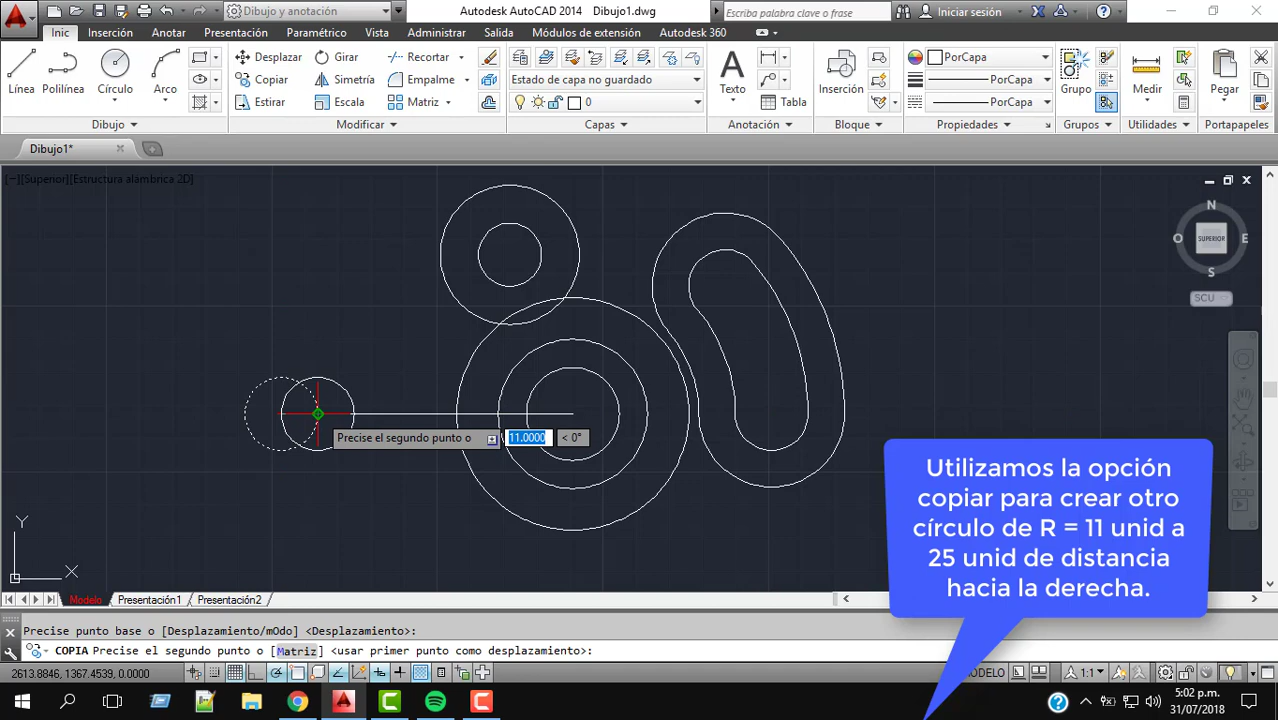 Dibujo y anotación
Autodesk AutoCAD 2014 Dibujo1.dwg
Escriba palabra clave o frase
Iniciar sesión
Inic Inserción Anotar Presentación Paramétrico Vista Administrar Salida Módulos de extensión Autodesk 360
Línea Polilínea Círculo Arco
Desplazar Girar Recortar
Copiar Simetría Empalme
Estirar Escala Matriz
Estado de capa no guardado
0
Texto
Tabla
Inserción
PorCapa
PorCapa
PorCapa
Grupo
Medir
Pegar
Dibujo Modificar Capas Anotación Bloque Propiedades Grupos Utilidades Portapapeles
Dibujo1*
[−][Superior][Estructura alambrica 2D]
N
O SUPERIOR E
S
SCU
Precise el segundo punto o 11.0000 < 0°
Utilizamos la opción
copiar para crear otro
círculo de R = 11 unid a
25 unid de distancia
hacia la derecha.
Y
X
Modelo Presentación1 Presentación2
Precise punto base o [Desplazamiento/mOdo] <Desplazamiento>:
COPIA Precise el segundo punto o [Matriz] <usar primer punto como desplazamiento>:
2613.8846, 1367.4539, 0.0000
MODELO
1:1
5:02 p.m.
31/07/2018